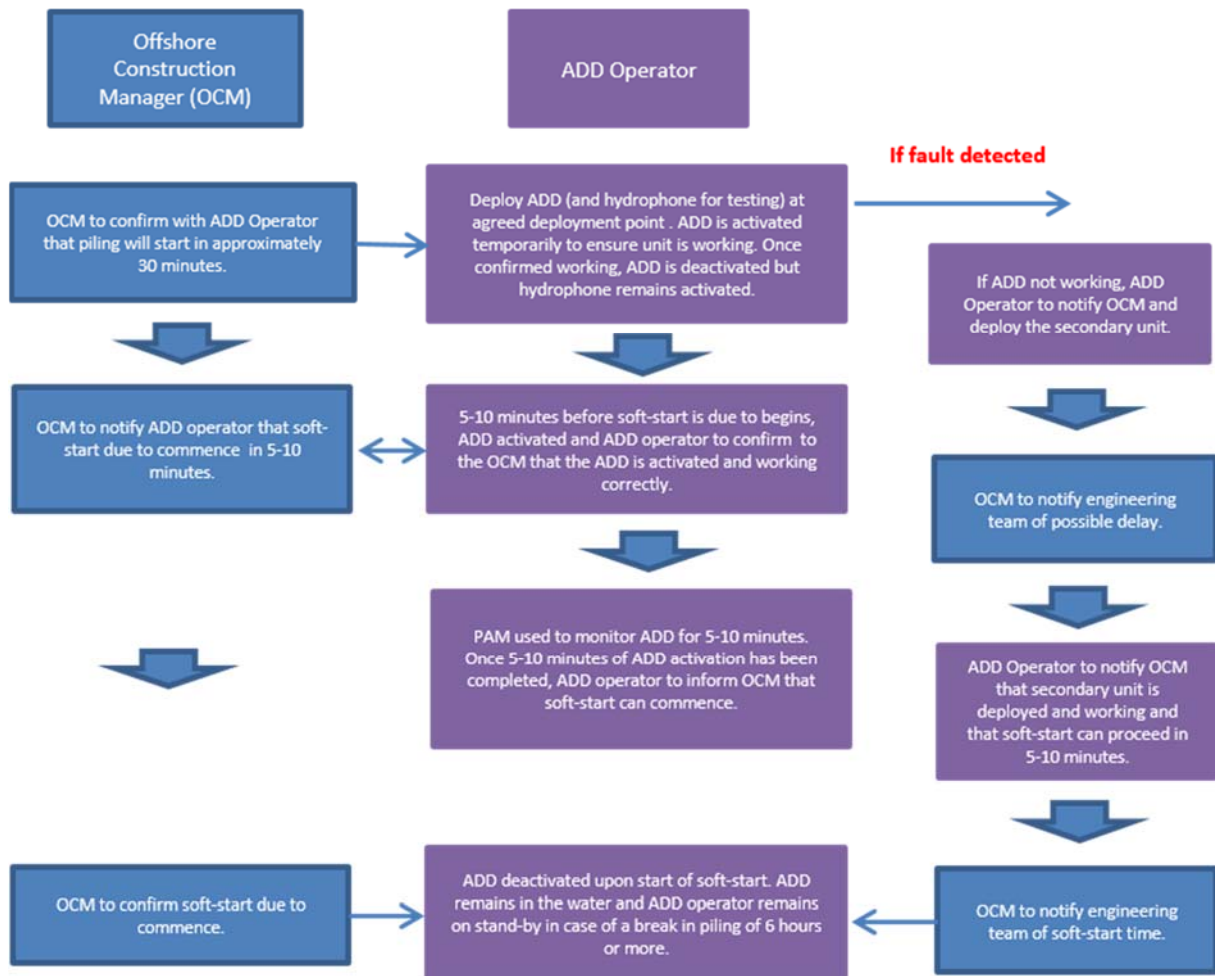 Offshore
Construction
Manager (OCM)
ADD Operator
If fault detected
OCM to confirm with ADD Operator
that piling will start in approximately
30 minutes.
Deploy ADD (and hydrophone for testing) at
agreed deployment point . ADD is activated
temporarily to ensure unit is working. Once
confirmed working, ADD is deactivated but
hydrophone remains activated.
If ADD not working, ADD
Operator to notify OCM and
deploy the secondary unit.
OCM to notify ADD operator that soft-
start due to commence in 5-10
minutes.
5-10 minutes before soft-start is due to begins,
ADD activated and ADD operator to confirm to
the OCM that the ADD is activated and working
correctly.
OCM to notify engineering
team of possible delay.
PAM used to monitor ADD for 5-10 minutes.
Once 5-10 minutes of ADD activation has been
completed, ADD operator to inform OCM that
soft-start can commence.
ADD Operator to notify OCM
that secondary unit is
deployed and working and
that soft-start can proceed in
5-10 minutes.
OCM to confirm soft-start due to
commence.
ADD deactivated upon start of soft-start. ADD
remains in the water and ADD operator remains
on stand-by in case of a break in piling of 6 hours
or more.
OCM to notify engineering
team of soft-start time.